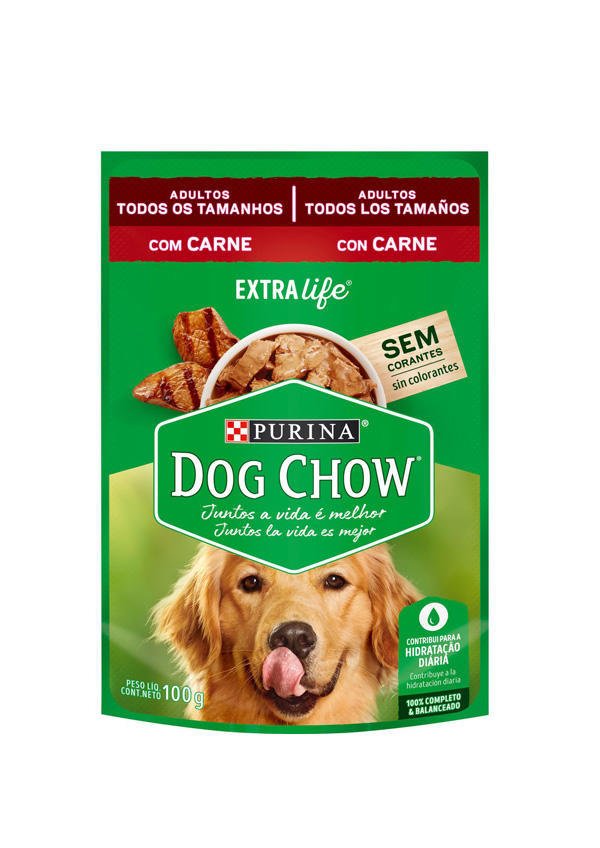 ADULTOS
TODOS OS TAMANHOS
ADULTOS
TODOS LOS TAMAÑOS
COM CARNE
CON CARNE
EXTRA life®
SEM
CORANTES
sin colorantes
PURINA®
DOG CHOW®
Juntos a vida é melhor
Juntos la vida es mejor
CONTRIBUI PARA A
HIDRATAÇÃO
DIÁRIA
Contribuye a la
hidratación diaria
100% COMPLETO
& BALANCEADO
PESO LÍQ.
CONT.NETO 100 g